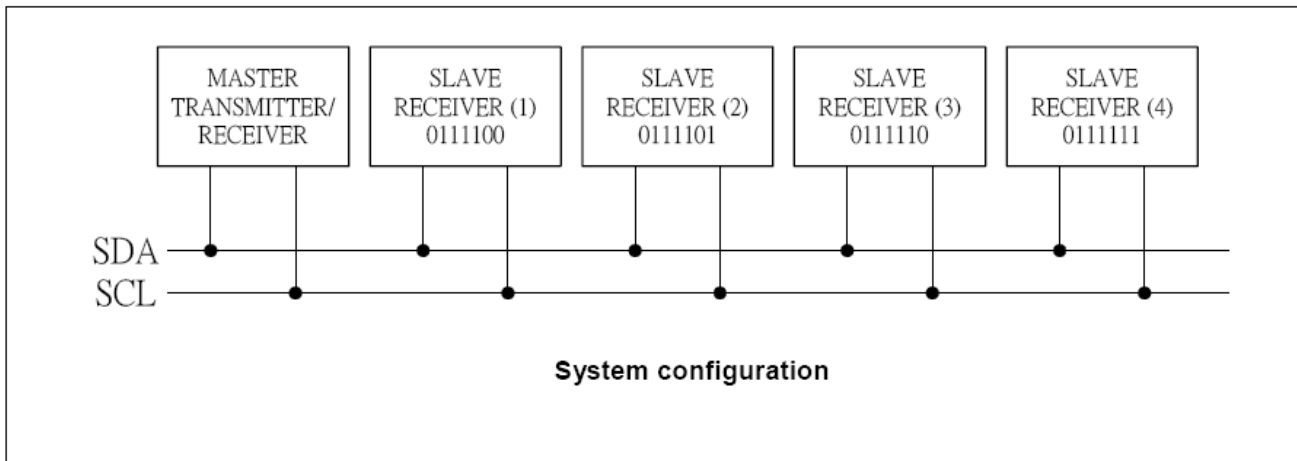 MASTER
TRANSMITTER/
RECEIVER
SLAVE
RECEIVER (1)
0111100
SLAVE
RECEIVER (2)
0111101
SLAVE
RECEIVER (3)
0111110
SLAVE
RECEIVER (4)
0111111
SDA
SCL
System configuration